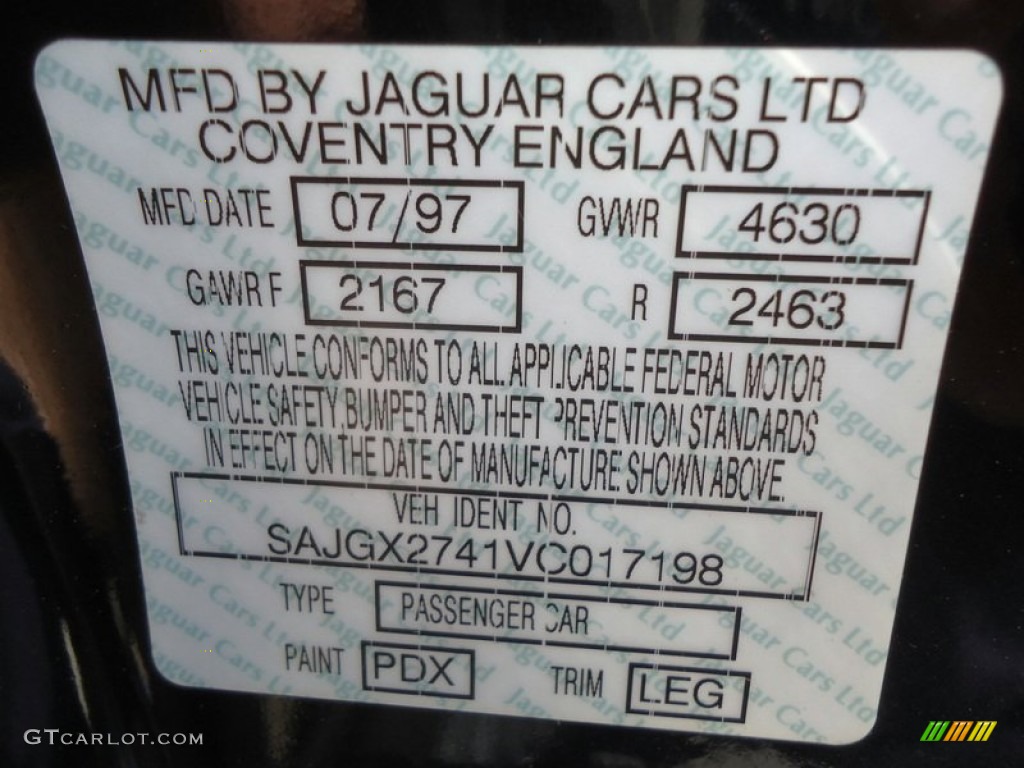 MFD BY JAGUAR CARS LTD
COVENTRY ENGLAND
MFD DATE 07/97 GVWR 4630
GAWR F 2167 R 2463
THIS VEHICLE CONFORMS TO ALL APPLICABLE FEDERAL MOTOR
VEHICLE SAFETY, BUMPER AND THEFT PREVENTION STANDARDS
IN EFFECT ON THE DATE OF MANUFACTURE SHOWN ABOVE.
VEH IDENT NO.
SAJGX2741VC017198
TYPE PASSENGER CAR
PAINT PDX TRIM LEG
GTCARLOT.COM